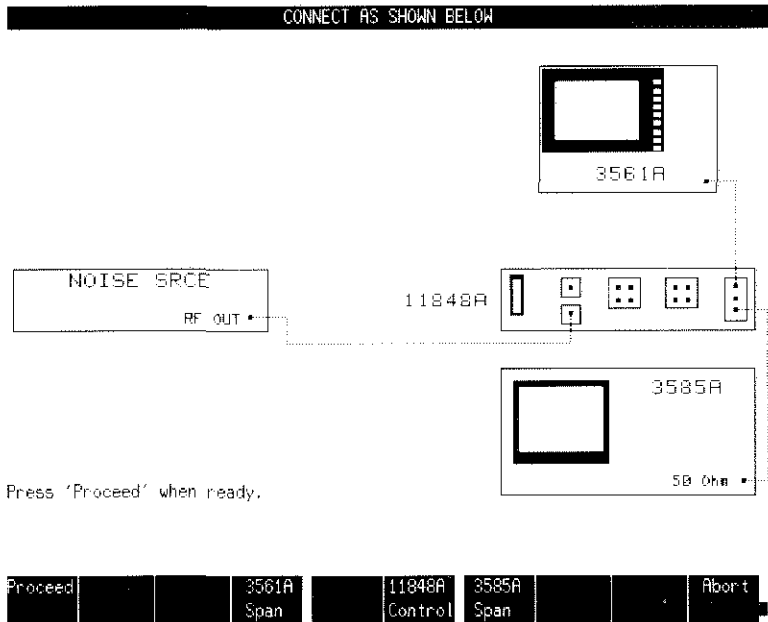 CONNECT AS SHOWN BELOW
3561A
NOISE SRCE
RF OUT
11848A
3585A
50 Ohm
Press 'Proceed' when ready.
Proceed 3561A 11848A 3585A Abort
Span Control Span